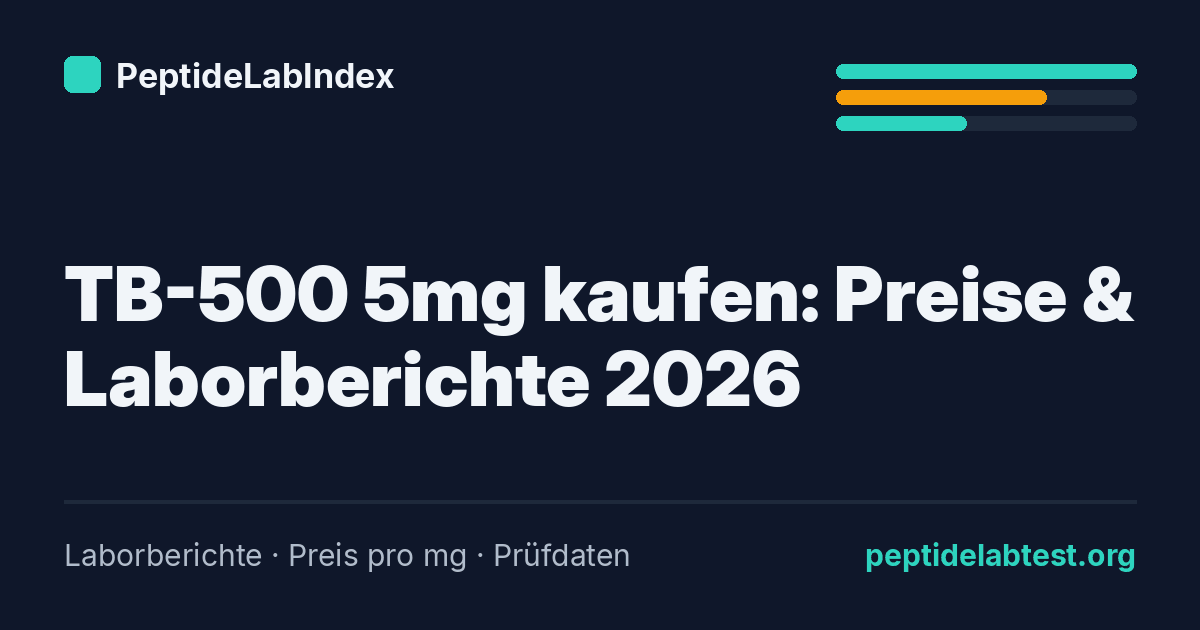 PeptideLabIndex
TB-500 5mg kaufen: Preise &
Laborberichte 2026
Laborberichte · Preis pro mg · Prüfdaten
peptidelabtest.org